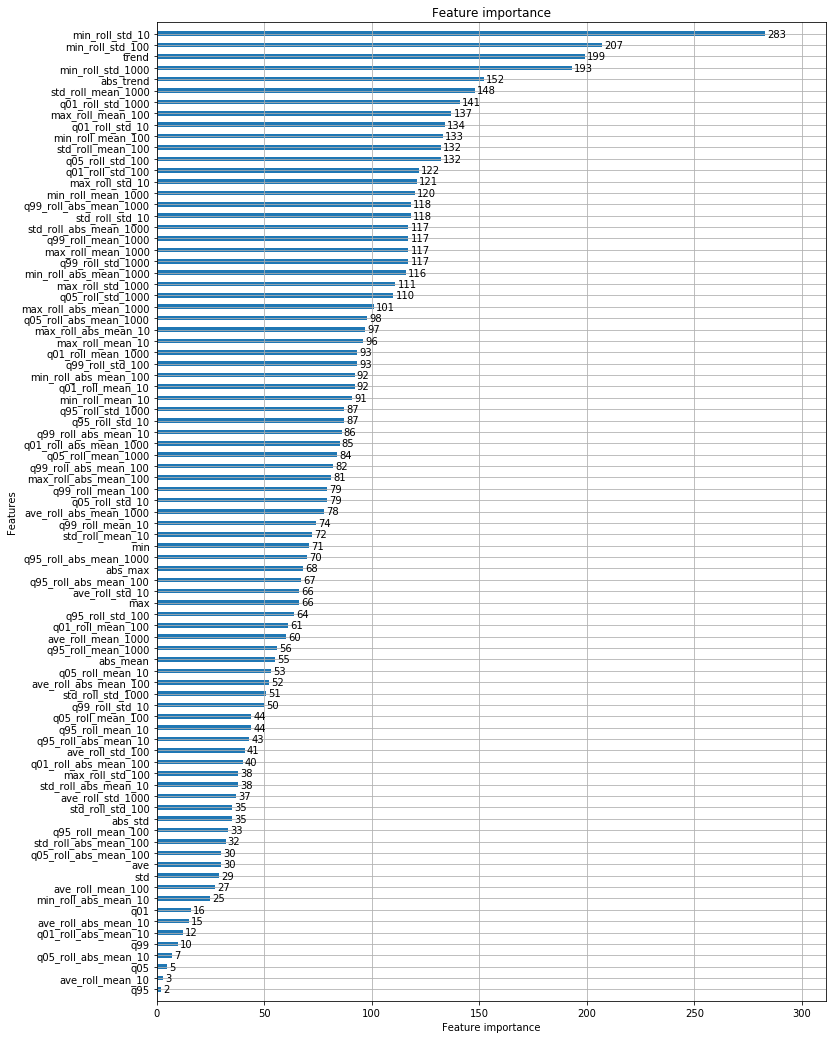 Feature importance
min_roll_std_10 283
min_roll_std_100 207
trend 199
min_roll_std_1000 193
abs_trend 152
std_roll_mean_1000 148
q01_roll_std_1000 141
max_roll_mean_100 137
q01_roll_std_10 134
min_roll_mean_100 133
std_roll_mean_100 132
q05_roll_std_100 132
q01_roll_std_100 122
max_roll_std_10 121
min_roll_mean_1000 120
q99_roll_abs_mean_1000 118
std_roll_std_10 118
std_roll_abs_mean_1000 117
q99_roll_mean_1000 117
max_roll_mean_1000 117
q99_roll_std_1000 117
min_roll_abs_mean_1000 116
max_roll_std_1000 111
q05_roll_std_1000 110
max_roll_abs_mean_1000 101
q05_roll_abs_mean_1000 98
max_roll_abs_mean_10 97
max_roll_mean_10 96
q01_roll_mean_1000 93
q99_roll_std_100 93
min_roll_abs_mean_100 92
q01_roll_mean_10 92
min_roll_mean_10 91
q95_roll_std_1000 87
q95_roll_std_10 87
q99_roll_abs_mean_10 86
q01_roll_abs_mean_1000 85
q05_roll_mean_1000 84
q99_roll_abs_mean_100 82
max_roll_abs_mean_100 81
q99_roll_mean_100 79
q05_roll_std_10 79
ave_roll_abs_mean_1000 78
q99_roll_mean_10 74
std_roll_mean_10 72
min 71
q95_roll_abs_mean_1000 70
abs_max 68
q95_roll_abs_mean_100 67
ave_roll_std_10 66
max 66
q95_roll_std_100 64
q01_roll_mean_100 61
ave_roll_mean_1000 60
q95_roll_mean_1000 56
abs_mean 55
q05_roll_mean_10 53
ave_roll_abs_mean_100 52
std_roll_std_1000 51
q99_roll_std_10 50
q05_roll_mean_100 44
q95_roll_mean_10 44
q95_roll_abs_mean_10 43
ave_roll_std_100 41
q01_roll_abs_mean_100 40
max_roll_std_100 38
std_roll_abs_mean_10 38
ave_roll_std_1000 37
std_roll_std_100 35
abs_std 35
q95_roll_mean_100 33
std_roll_abs_mean_100 32
q05_roll_abs_mean_100 30
ave 30
std 29
ave_roll_mean_100 27
min_roll_abs_mean_10 25
q01 16
ave_roll_abs_mean_10 15
q01_roll_abs_mean_10 12
q99 10
q05_roll_abs_mean_10 7
q05 5
ave_roll_mean_10 3
q95 2
Features
0 50 100 150 200 250 300
Feature importance